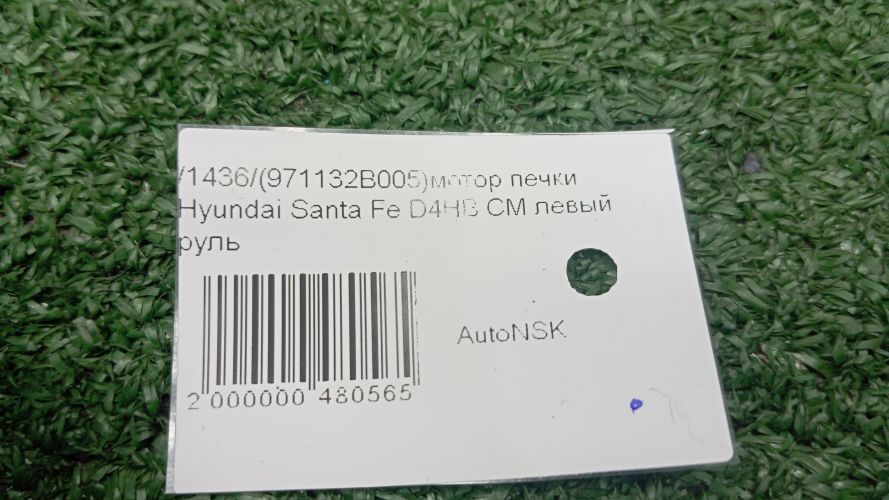 /1436/(971132B005)мотор печки
Hyundai Santa Fe D4HB CM левый
руль
AutoNSK
2 000000 480565